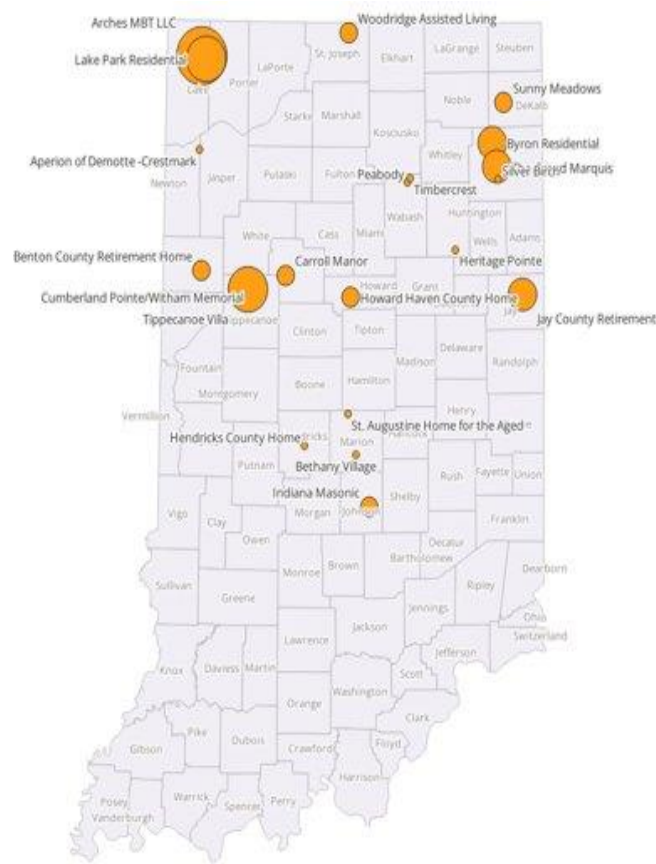 Arches MBT LLC
Woodridge Assisted Living
St. Joseph
Elkhart
LaGrange
Steuben
Lake Park Residential
LaPorte
Porter
Lake
Noble
Sunny Meadows
DeKalb
Starke
Marshall
Kosciusko
Whitley
Byron Residential
Marquis
Silver Birch
Aperion of Demotte -Crestmark
Newton
Jasper
Pulaski
Fulton
Peabody
Timbercrest
Huntington
Wabash
Miami
Cass
White
Wells
Adams
Heritage Pointe
Benton County Retirement Home
Carroll Manor
Howard
Grant
Cumberland Pointe/Witham Memorial
Howard Haven County Home
Jay
Jay County Retirement
Tippecanoe Villa
Tippecanoe
Clinton
Tipton
Delaware
Madison
Randolph
Fountain
Montgomery
Boone
Hamilton
Vermillion
Henry
St. Augustine Home for the Aged
Hendricks County Home
Marion
Hancock
Bethany Village
Putnam
Rush
Fayette
Union
Indiana Masonic
Shelby
Johnson
Morgan
Vigo
Clay
Franklin
Owen
Decatur
Bartholomew
Brown
Monroe
Dearborn
Sullivan
Greene
Ripley
Jennings
Ohio
Jackson
Switzerland
Lawrence
Jefferson
Knox
Daviess
Martin
Scott
Washington
Orange
Clark
Pike
Dubois
Gibson
Crawford
Floyd
Harrison
Posey
Warrick
Vanderburgh
Spencer
Perry